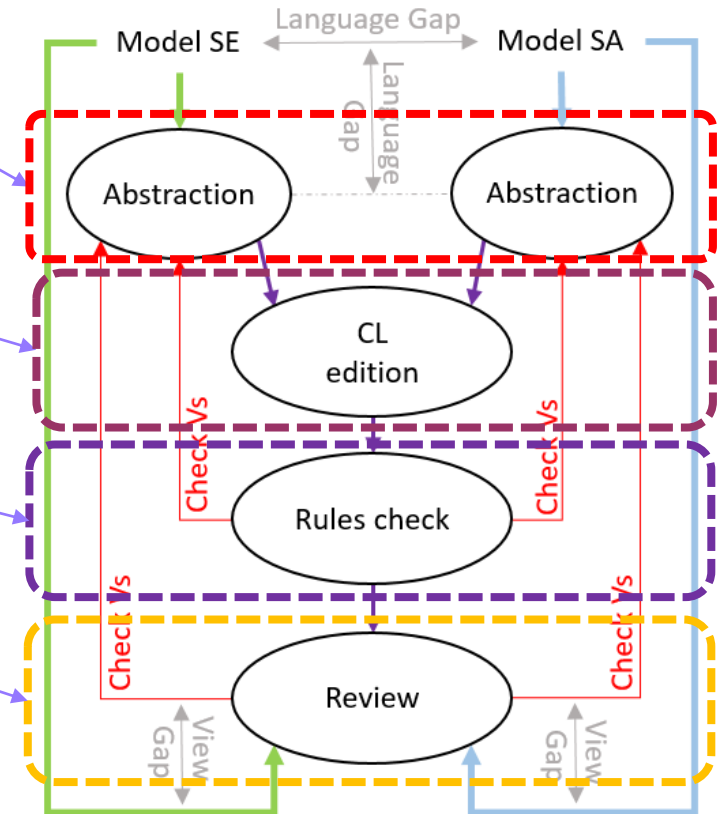 Language Gap
Model SE
Model SA
Language
Gap
Abstraction
Abstraction
CL
edition
Check Vs
Check Vs
Rules check
Check Vs
Check Vs
Review
View
Gap
View
Gap